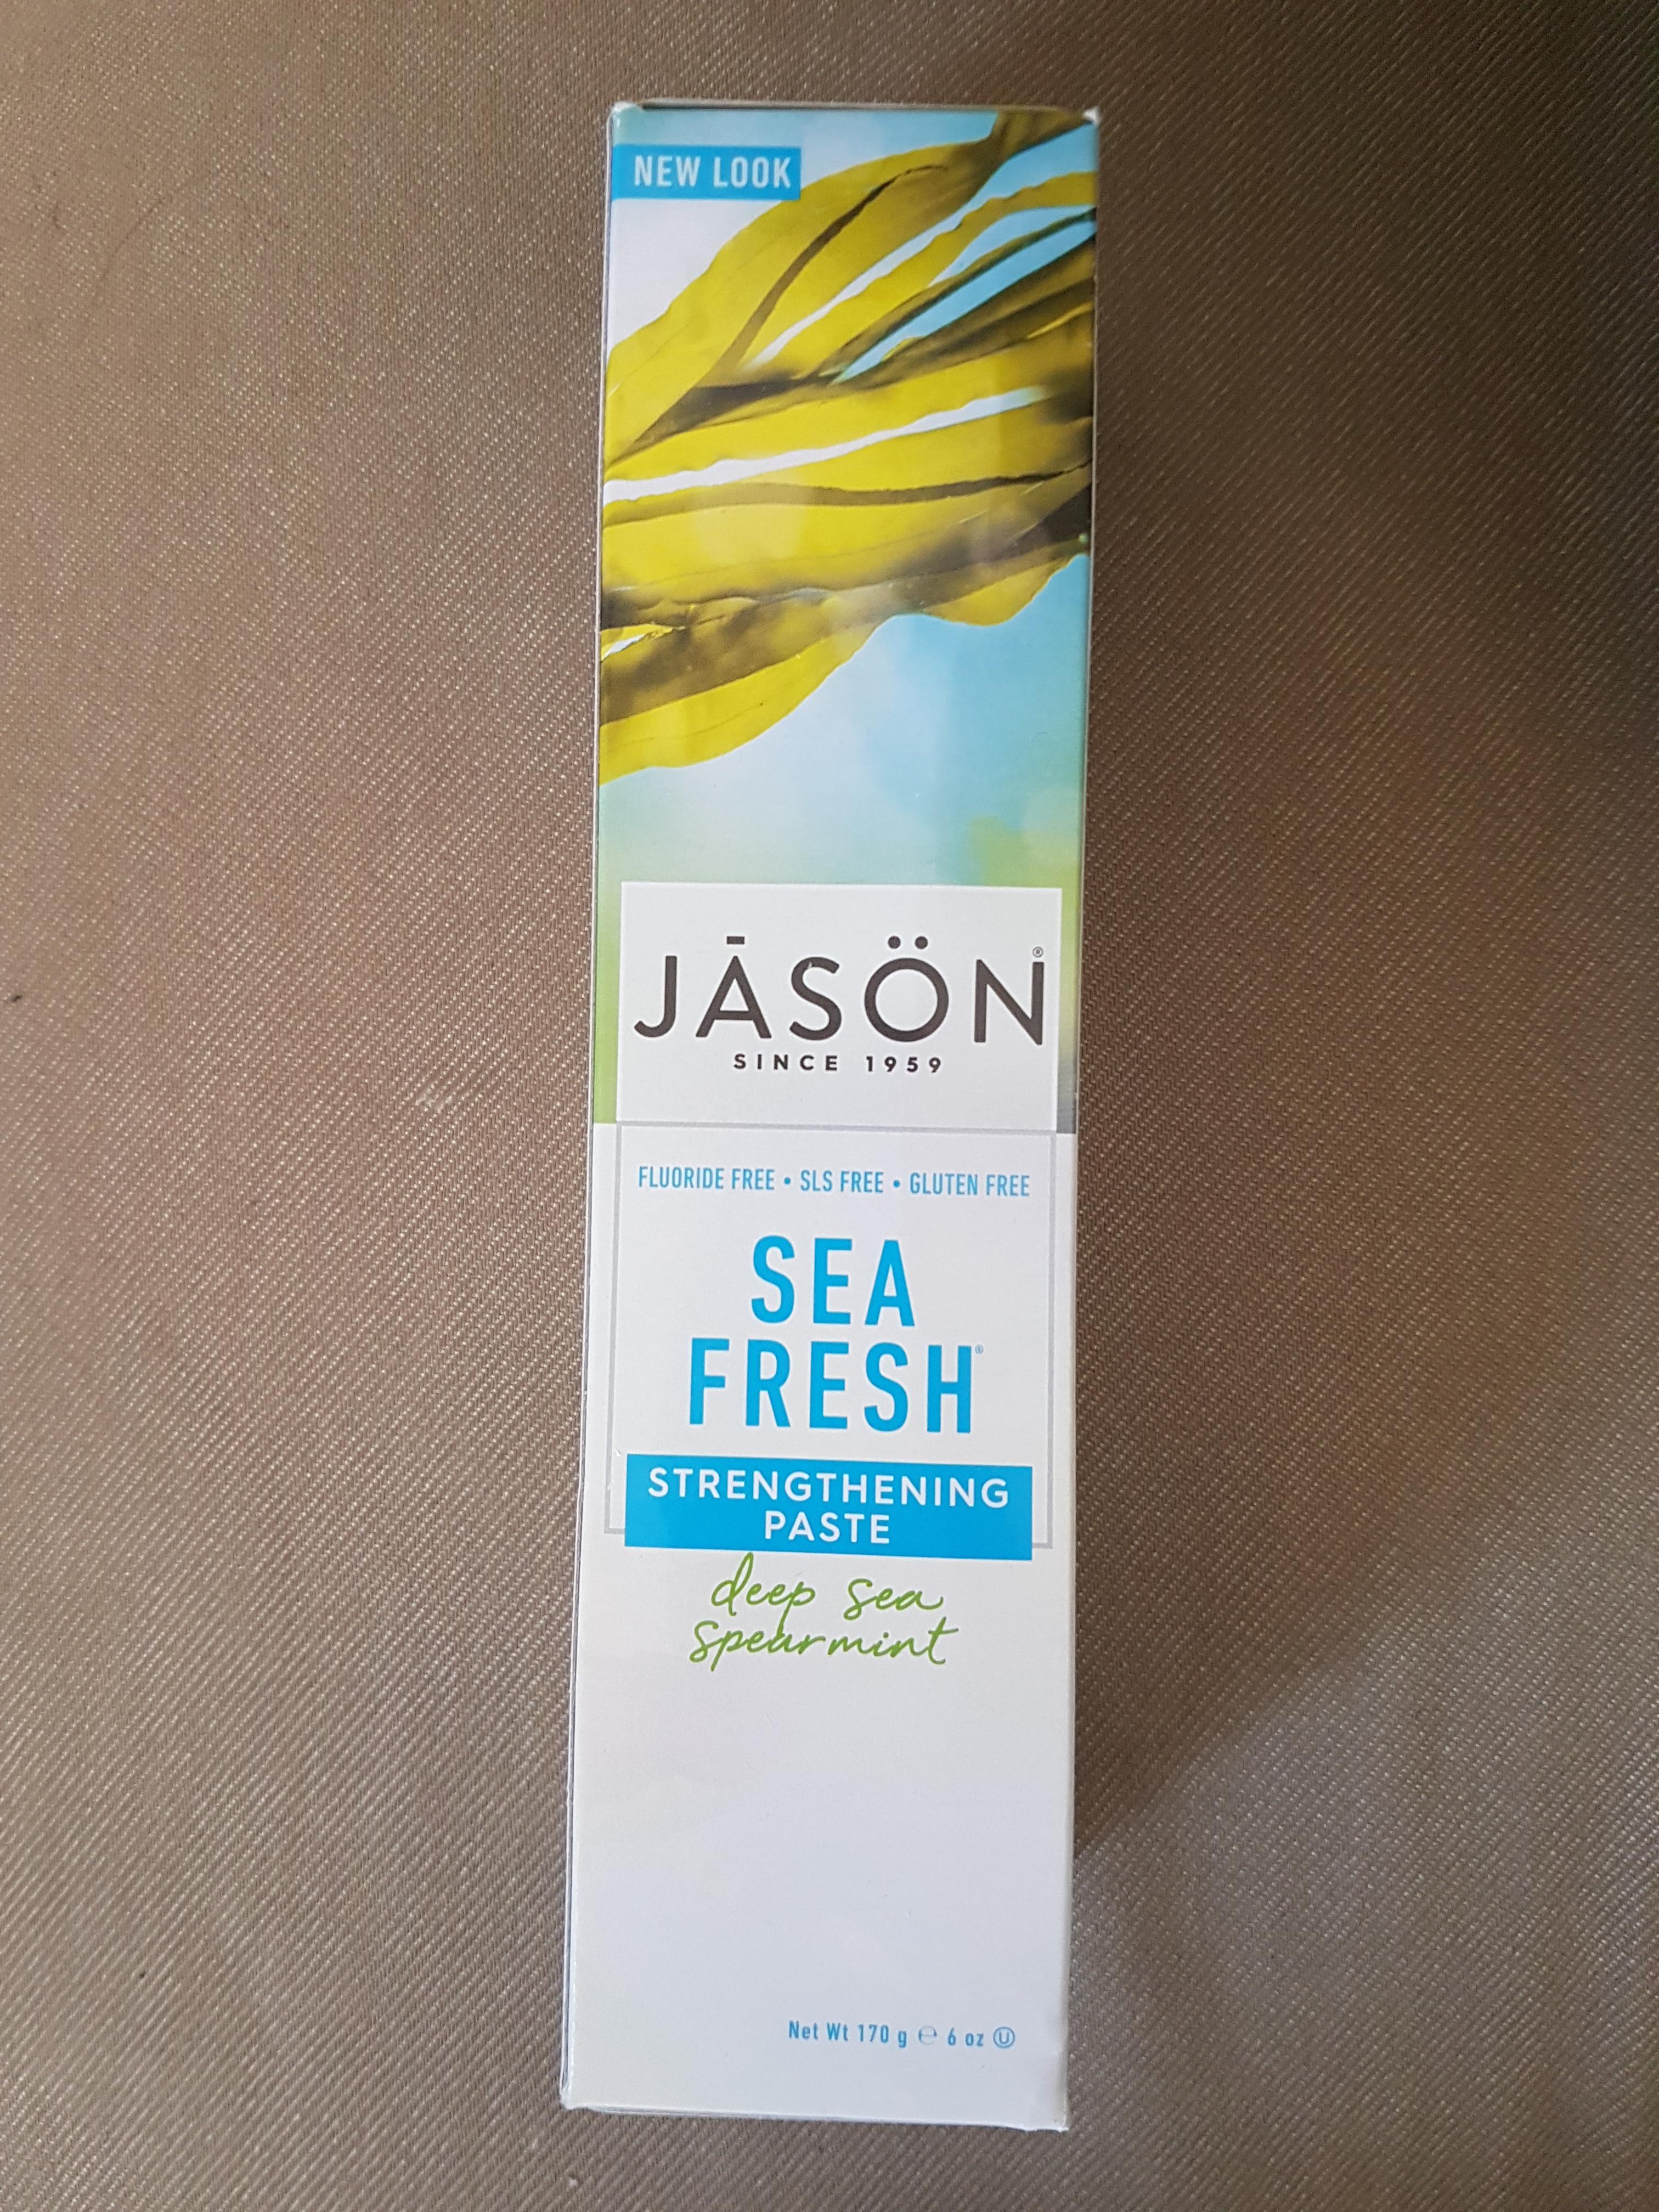 NEW LOOK
JĀSÖN®
SINCE 1959
FLUORIDE FREE • SLS FREE • GLUTEN FREE
SEA
FRESH®
STRENGTHENING
PASTE
deep sea
spearmint
Net Wt 170 g ℮ 6 oz Ⓤ